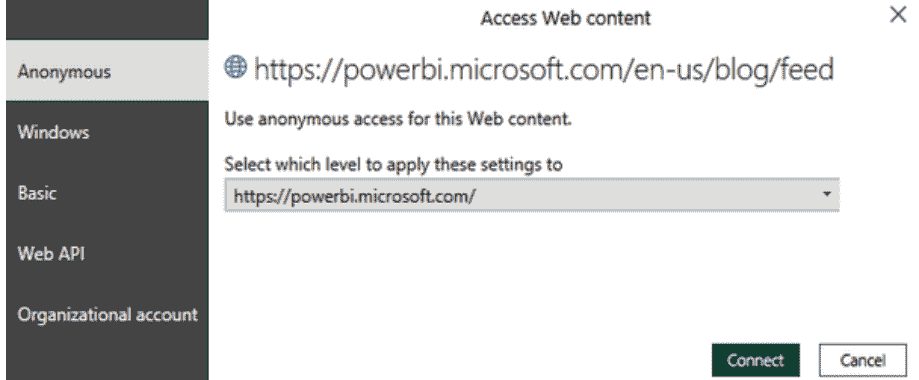 Access Web content
Anonymous
https://powerbi.microsoft.com/en-us/blog/feed
Use anonymous access for this Web content.
Windows
Select which level to apply these settings to
Basic
https://powerbi.microsoft.com/
Web API
Organizational account
Connect
Cancel